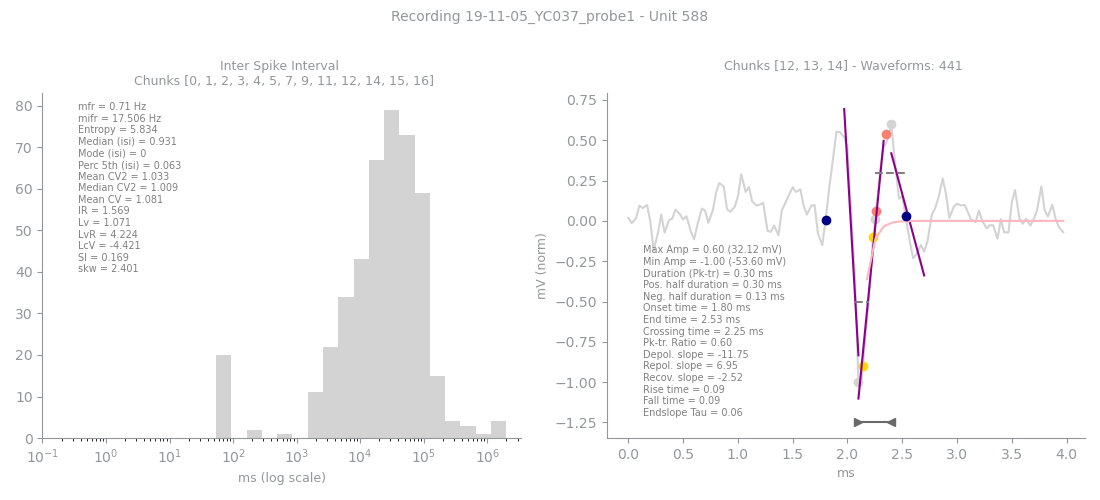 Recording 19-11-05_YC037_probe1 - Unit 588
Inter Spike Interval
Chunks [0, 1, 2, 3, 4, 5, 7, 9, 11, 12, 14, 15, 16]
mfr = 0.71 Hz
mifr = 17.506 Hz
Entropy = 5.834
Median (isi) = 0.931
Mode (isi) = 0
Perc 5th (isi) = 0.063
Mean CV2 = 1.033
Median CV2 = 1.009
Mean CV = 1.081
IR = 1.569
Lv = 1.071
LvR = 4.224
LcV = -4.421
SI = 0.169
skw = 2.401
80
70
60
50
40
30
20
10
0
10⁻¹ 10⁰ 10¹ 10² 10³ 10⁴ 10⁵ 10⁶
ms (log scale)
Chunks [12, 13, 14] - Waveforms: 441
mV (norm)
0.75
0.50
0.25
0.00
−0.25
−0.50
−0.75
−1.00
−1.25
Max Amp = 0.60 (32.12 mV)
Min Amp = -1.00 (-53.60 mV)
Duration (Pk-tr) = 0.30 ms
Pos. half duration = 0.30 ms
Neg. half duration = 0.13 ms
Onset time = 1.80 ms
End time = 2.53 ms
Crossing time = 2.25 ms
Pk-tr. Ratio = 0.60
Depol. slope = -11.75
Repol. slope = 6.95
Recov. slope = -2.52
Rise time = 0.09
Fall time = 0.09
Endslope Tau = 0.06
0.0 0.5 1.0 1.5 2.0 2.5 3.0 3.5 4.0
ms